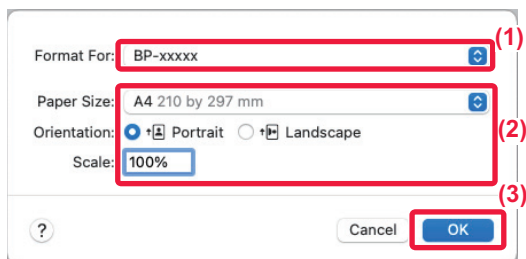 (1)
Format For: BP-xxxxx
Paper Size: A4 210 by 297 mm
Orientation: Portrait Landscape
(2)
Scale: 100%
(3)
? Cancel OK